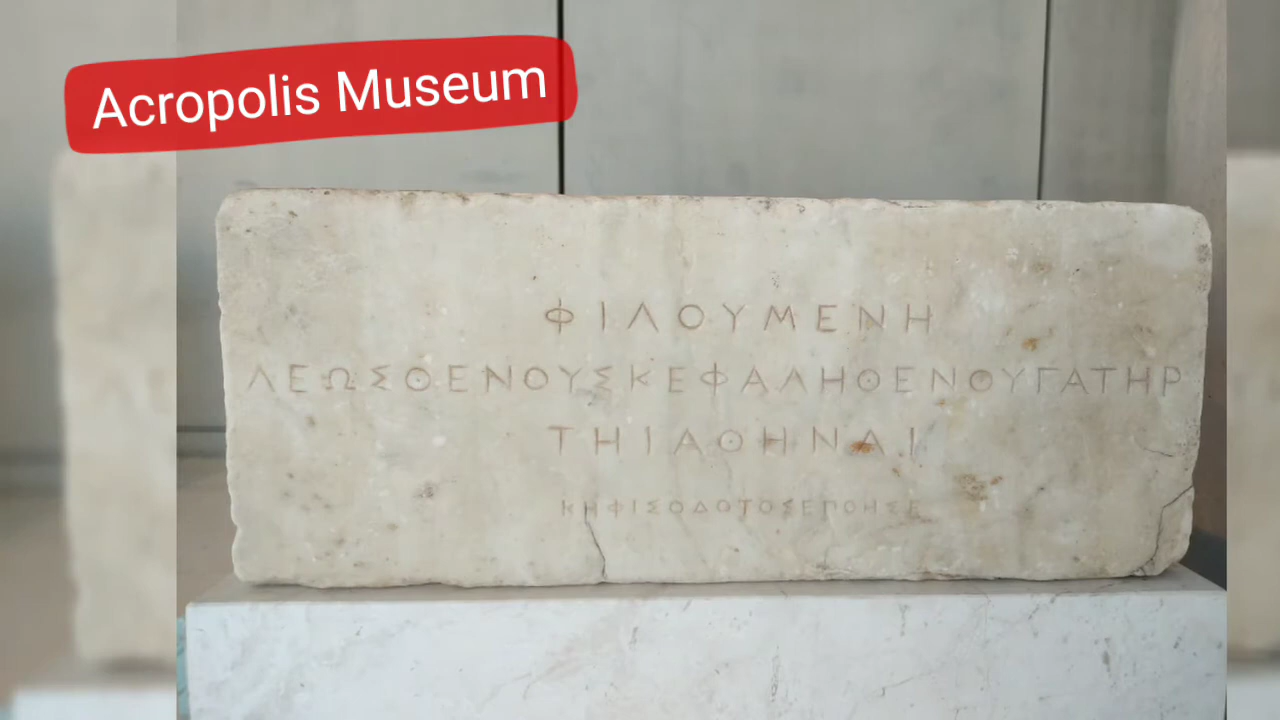 Acropolis Museum
ΦΙΛΟΥΜΕΝΗ
ΛΕΩΣΘΕΝΟΥΣΚΕΦΑΛΗΘΕΝΘΥΓΑΤΗΡ
ΤΗΙΑΘΗΝΑΙ
ΚΗΦΙΣΟΔΟΤΟΣΕΠΟΗΣΕ